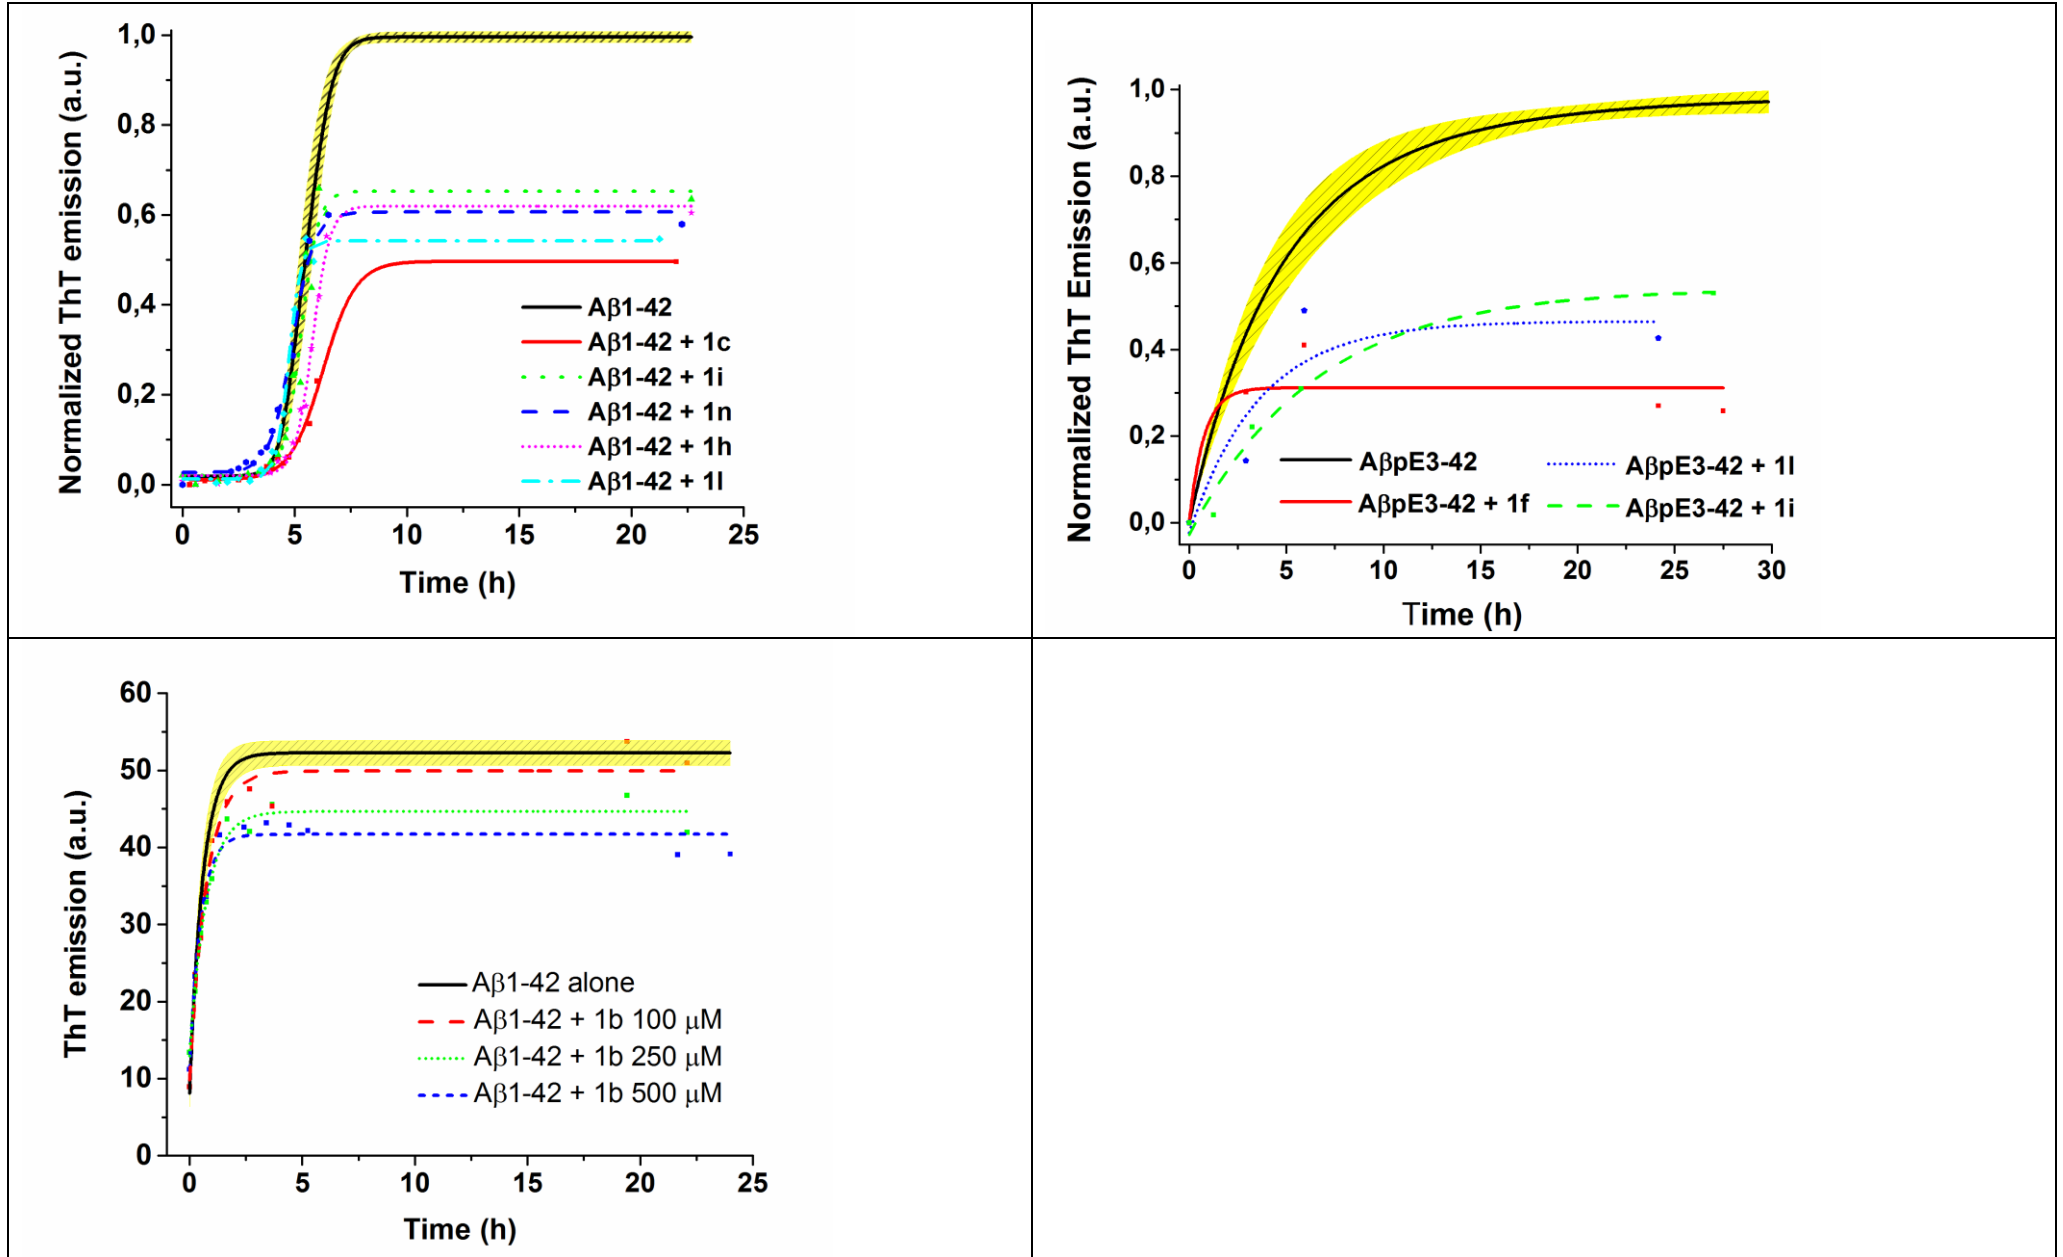 Normalized ThT emission (a.u.)
1,0
0,8
0,6
0,4
0,2
0,0
Aβ1-42
Aβ1-42 + 1c
Aβ1-42 + 1i
Aβ1-42 + 1n
Aβ1-42 + 1h
Aβ1-42 + 1l
0 5 10 15 20 25
Time (h)
Normalized ThT Emission (a.u.)
1,0
0,8
0,6
0,4
0,2
0,0
AβpE3-42
AβpE3-42 + 1f
AβpE3-42 + 1l
AβpE3-42 + 1i
0 5 10 15 20 25 30
Time (h)
ThT emission (a.u.)
60
50
40
30
20
10
0
Aβ1-42 alone
Aβ1-42 + 1b 100 μM
Aβ1-42 + 1b 250 μM
Aβ1-42 + 1b 500 μM
0 5 10 15 20 25
Time (h)